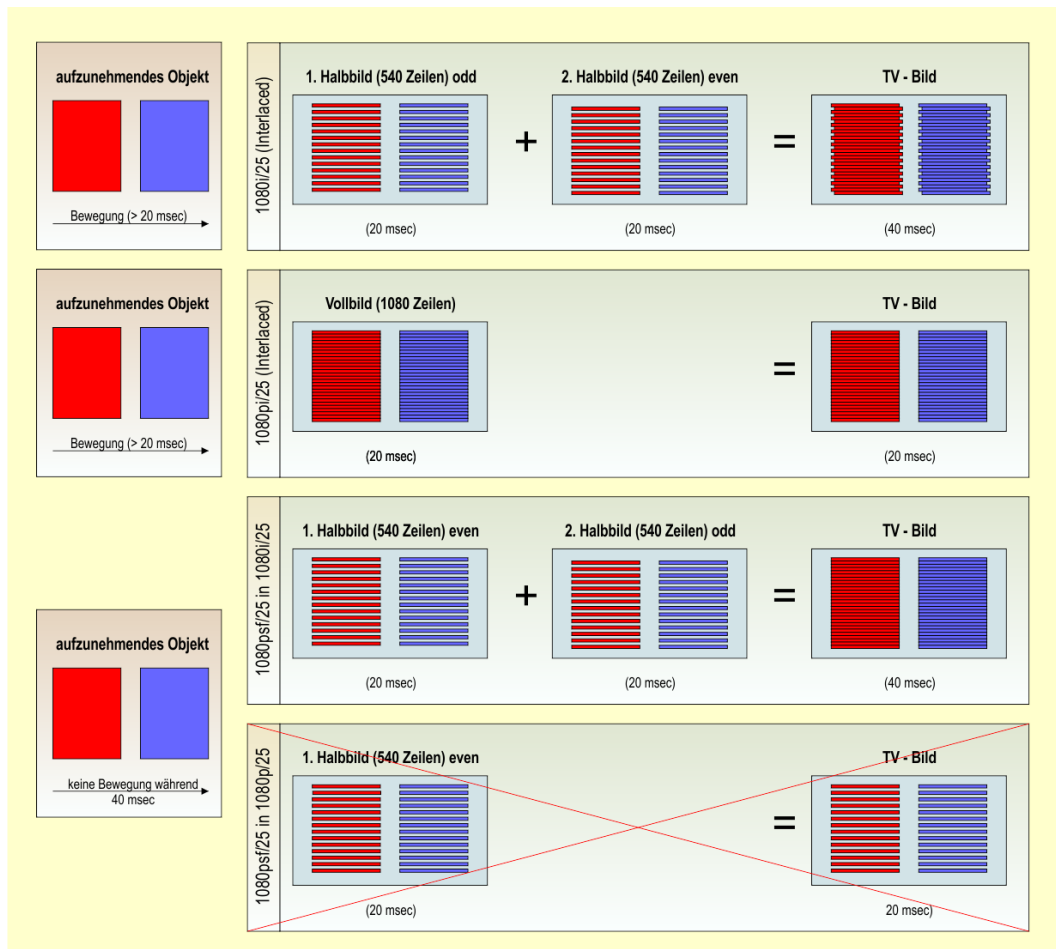 aufzunehmendes Objekt
Bewegung (> 20 msec)
1080i/25 (Interlaced)
1. Halbbild (540 Zeilen) odd
2. Halbbild (540 Zeilen) even
TV - Bild
+
=
(20 msec)
(20 msec)
(40 msec)
aufzunehmendes Objekt
Bewegung (> 20 msec)
1080pi/25 (Interlaced)
Vollbild (1080 Zeilen)
TV - Bild
=
(20 msec)
(20 msec)
aufzunehmendes Objekt
keine Bewegung während
40 msec
1080psf/25 in 1080i/25
1. Halbbild (540 Zeilen) even
2. Halbbild (540 Zeilen) odd
TV - Bild
+
=
(20 msec)
(20 msec)
(40 msec)
1080psf/25 in 1080p/25
1. Halbbild (540 Zeilen) even
TV - Bild
=
(20 msec)
20 msec)